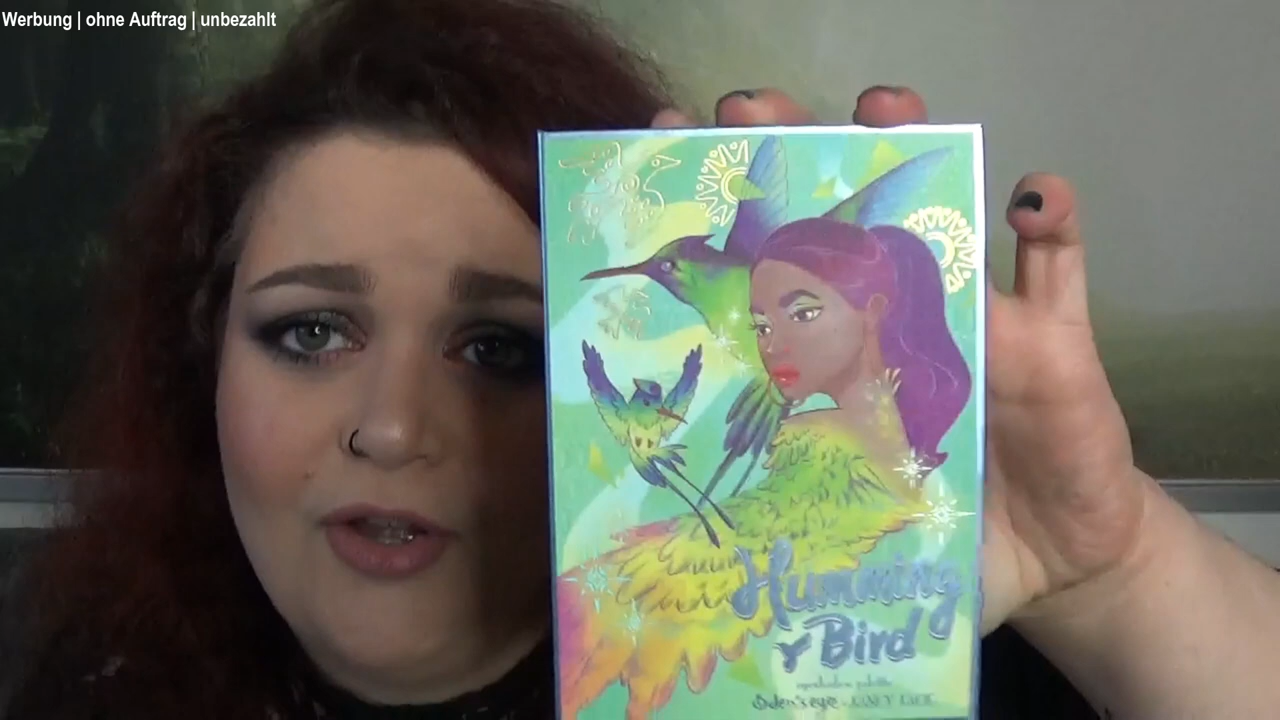 Werbung | ohne Auftrag | unbezahlt
Humming
Bird
eyeshadow palette
Oden's eye